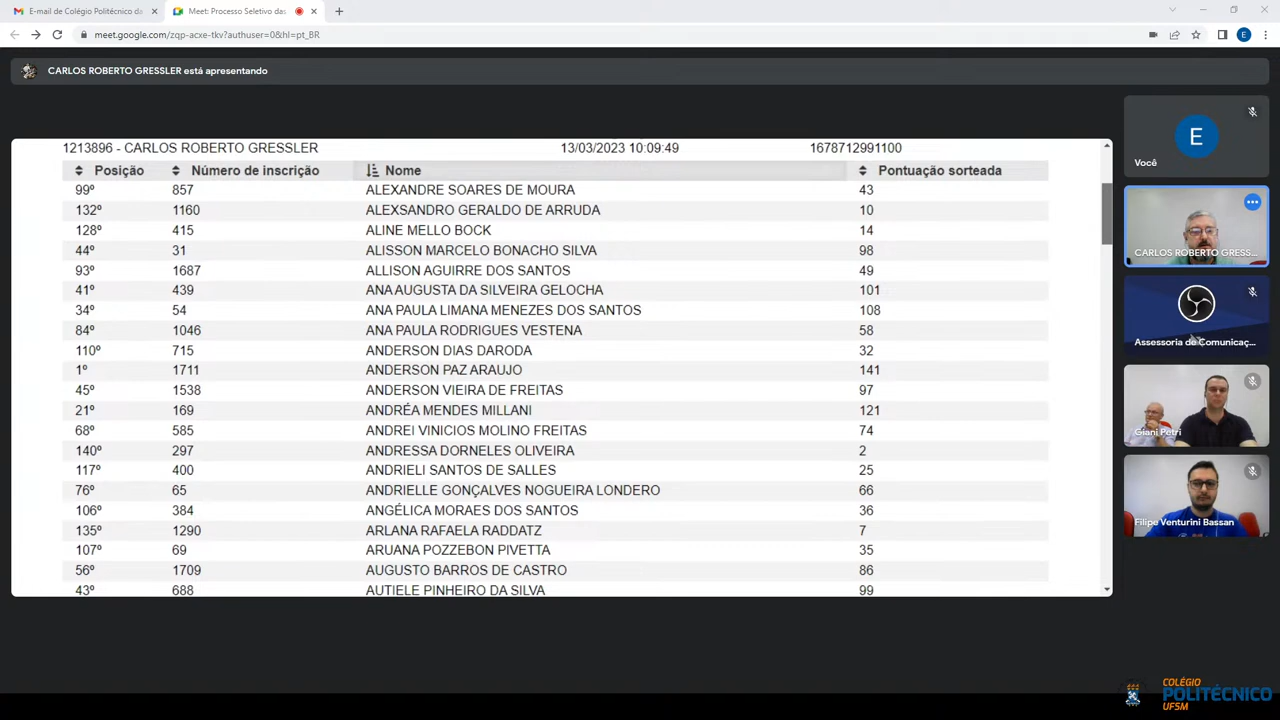 E-mail de Colégio Politécnico da
Meet: Processo Seletivo das
meet.google.com/zqp-acxe-tkv?authuser=0&hl=pt_BR
E
CARLOS ROBERTO GRESSLER está apresentando
1213896 - CARLOS ROBERTO GRESSLER 13/03/2023 10:09:49 1678712991100
Posição Número de inscrição Nome Pontuação sorteada
99º 857 ALEXANDRE SOARES DE MOURA 43
132º 1160 ALEXSANDRO GERALDO DE ARRUDA 10
128º 415 ALINE MELLO BOCK 14
44º 31 ALISSON MARCELO BONACHO SILVA 98
93º 1687 ALLISON AGUIRRE DOS SANTOS 49
41º 439 ANA AUGUSTA DA SILVEIRA GELOCHA 101
34º 54 ANA PAULA LIMANA MENEZES DOS SANTOS 108
84º 1046 ANA PAULA RODRIGUES VESTENA 58
110º 715 ANDERSON DIAS DARODA 32
1º 1711 ANDERSON PAZ ARAUJO 141
45º 1538 ANDERSON VIEIRA DE FREITAS 97
21º 169 ANDRÉA MENDES MILLANI 121
68º 585 ANDREI VINICIOS MOLINO FREITAS 74
140º 297 ANDRESSA DORNELES OLIVEIRA 2
117º 400 ANDRIELI SANTOS DE SALLES 25
76º 65 ANDRIELLE GONÇALVES NOGUEIRA LONDERO 66
106º 384 ANGÉLICA MORAES DOS SANTOS 36
135º 1290 ARLANA RAFAELA RADDATZ 7
107º 69 ARUANA POZZEBON PIVETTA 35
56º 1709 AUGUSTO BARROS DE CASTRO 86
43º 688 AUTIELE PINHEIRO DA SILVA 99
E
Você
CARLOS ROBERTO GRESS...
Assessoria de Comunicaç...
Giani Petri
Filipe Venturini Bassan
COLÉGIO
POLITÉCNICO
UFSM